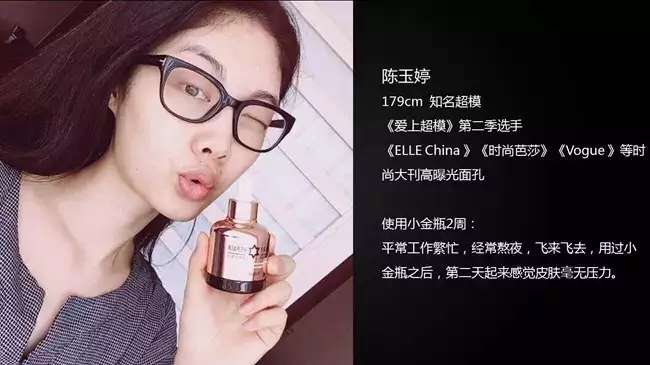 陈玉婷
179cm 知名超模
《爱上超模》第二季选手
《ELLE China 》《时尚芭莎》《Vogue 》等时
尚大刊高曝光面孔
使用小金瓶2周：
平常工作繁忙，经常熬夜，飞来飞去，用过小
金瓶之后，第二天起来感觉皮肤毫无压力。